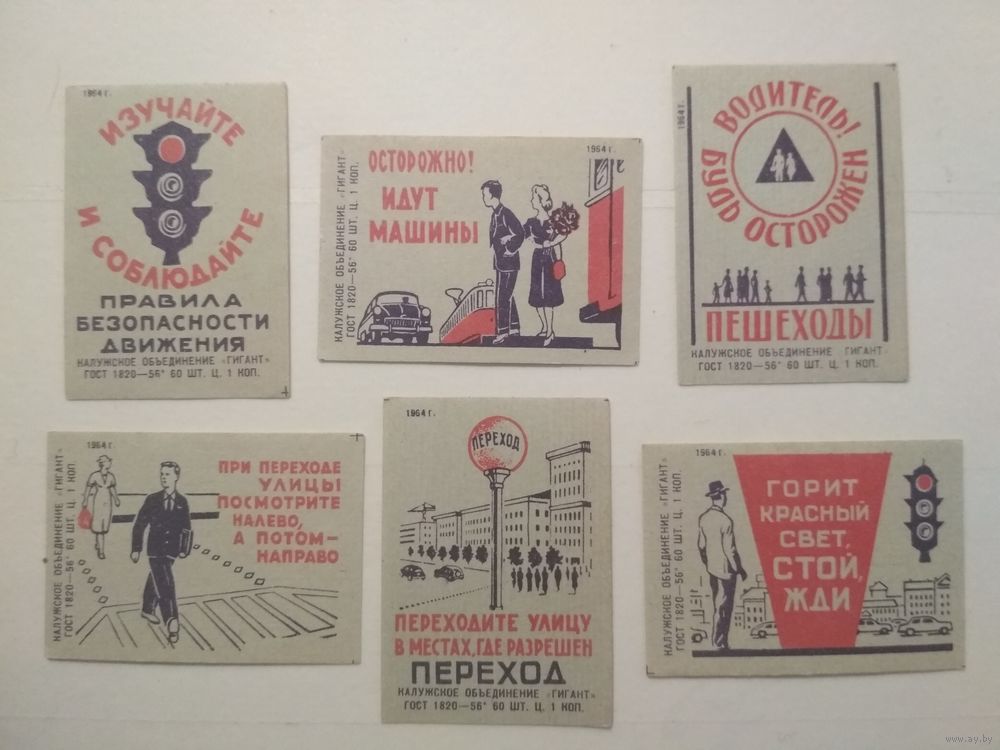 1964 г.
ИЗУЧАЙТЕ
И СОБЛЮДАЙТЕ
ПРАВИЛА
БЕЗОПАСНОСТИ
ДВИЖЕНИЯ
КАЛУЖСКОЕ ОБЪЕДИНЕНИЕ «ГИГАНТ»
ГОСТ 1820—56* 60 ШТ. Ц. 1 КОП.
1964 г.
ОСТОРОЖНО!
ИДУТ
МАШИНЫ
КАЛУЖСКОЕ ОБЪЕДИНЕНИЕ „ГИГАНТ"
ГОСТ 1820—56* 60 ШТ. Ц. 1 КОП.
1964 г.
ВОДИТЕЛЬ!
БУДЬ ОСТОРОЖЕН
ПЕШЕХОДЫ
КАЛУЖСКОЕ ОБЪЕДИНЕНИЕ „ГИГАНТ"
ГОСТ 1820—56* 60 ШТ. Ц. 1 КОП.
1964 г.
ПРИ ПЕРЕХОДЕ
УЛИЦЫ
ПОСМОТРИТЕ
НАЛЕВО,
А ПОТОМ—
НАПРАВО
КАЛУЖСКОЕ ОБЪЕДИНЕНИЕ „ГИГАНТ"
ГОСТ 1820—56* 60 ШТ. Ц. 1 КОП.
1964 г.
ПЕРЕХОД
ПЕРЕХОДИТЕ УЛИЦУ
В МЕСТАХ, ГДЕ РАЗРЕШЕН
ПЕРЕХОД
КАЛУЖСКОЕ ОБЪЕДИНЕНИЕ „ГИГАНТ"
ГОСТ 1820—56* 60 ШТ. Ц. 1 КОП.
1964 г.
ГОРИТ
КРАСНЫЙ
СВЕТ,
СТОЙ,
ЖДИ
КАЛУЖСКОЕ ОБЪЕДИНЕНИЕ „ГИГАНТ"
ГОСТ 1820—56* 60 ШТ. Ц. 1 КОП.
www.ay.by